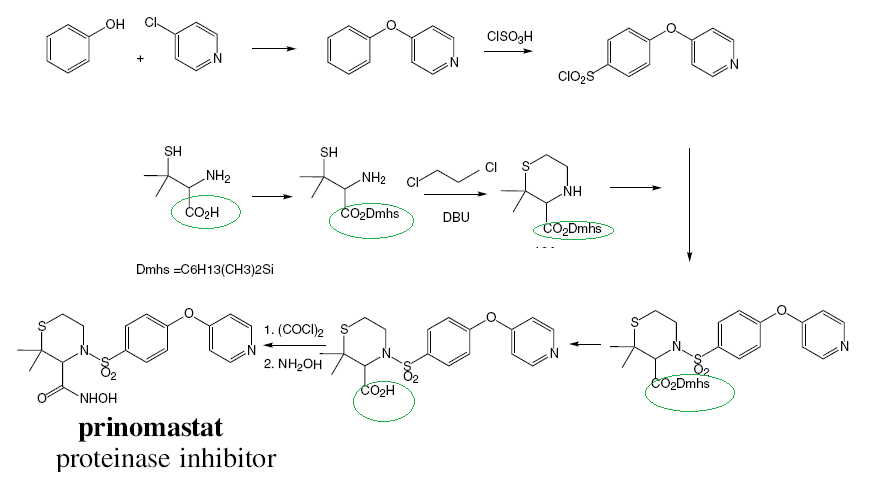 OH
Cl
N
+
O
N
ClSO3H
O
N
ClO2S
SH
NH2
CO2H
SH
NH2
CO2Dmhs
Cl
Cl
DBU
S
NH
CO2Dmhs
Dmhs =C6H13(CH3)2Si
S
N
S
O2
O
N
O
NHOH
1. (COCl)2
2. NH2OH
S
N
S
O2
O
N
CO2H
S
N
S
O2
O
N
CO2Dmhs
prinomastat
proteinase inhibitor